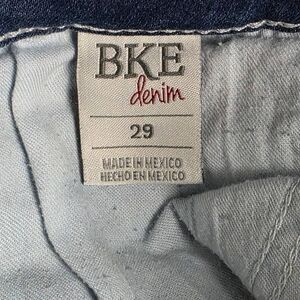 BKE
denim
29
MADE IN MEXICO
HECHO EN MEXICO